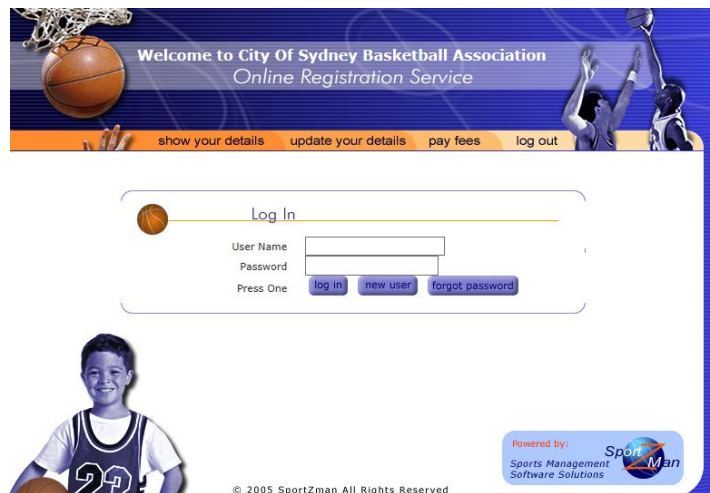 Welcome to City Of Sydney Basketball Association
Online Registration Service
show your details update your details pay fees log out
Log In
User Name
Password
Press One log in new user forgot password
23
Powered by:
SportZMan
Sports Management
Software Solutions
© 2005 SportZman All Rights Reserved